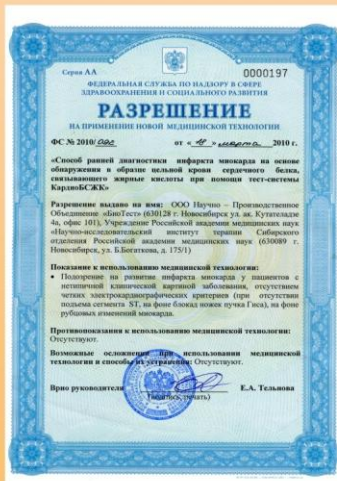 Серия АА 0000197
ФЕДЕРАЛЬНАЯ СЛУЖБА ПО НАДЗОРУ В СФЕРЕ
ЗДРАВООХРАНЕНИЯ И СОЦИАЛЬНОГО РАЗВИТИЯ
РАЗРЕШЕНИЕ
НА ПРИМЕНЕНИЕ НОВОЙ МЕДИЦИНСКОЙ ТЕХНОЛОГИИ
ФС № 2010/ от « » марта 2010 г.
«Способ ранней диагностики инфаркта миокарда на основе
обнаружения в образце цельной крови сердечного белка,
связывающего жирные кислоты при помощи тест-системы
КардиоБСЖК»
Разрешение выдано на имя: ООО Научно – Производственное
Объединение «БиоТест» (630128 г. Новосибирск ул. ак. Кутателадзе
4а, офис 101), Учреждение Российской академии медицинских наук
«Научно-исследовательский институт терапии Сибирского
отделения Российской академии медицинских наук (630089 г.
Новосибирск, ул. Б.Богаткова, д. 175/1)
Показание к использованию медицинской технологии:
• Подозрение на развитие инфаркта миокарда у пациентов с
нетипичной клинической картиной заболевания, отсутствием
четких электрокардиографических критериев (при отсутствии
подъема сегмента ST, на фоне блокад ножек пучка Гиса), на фоне
рубцовых изменений миокарда.
Противопоказания к использованию медицинской технологии:
Отсутствуют.
Возможные осложнения при использовании медицинской
технологии и способы их устранения: Отсутствуют.
Врио руководителя Е.А. Тельнова
(подпись, печать)